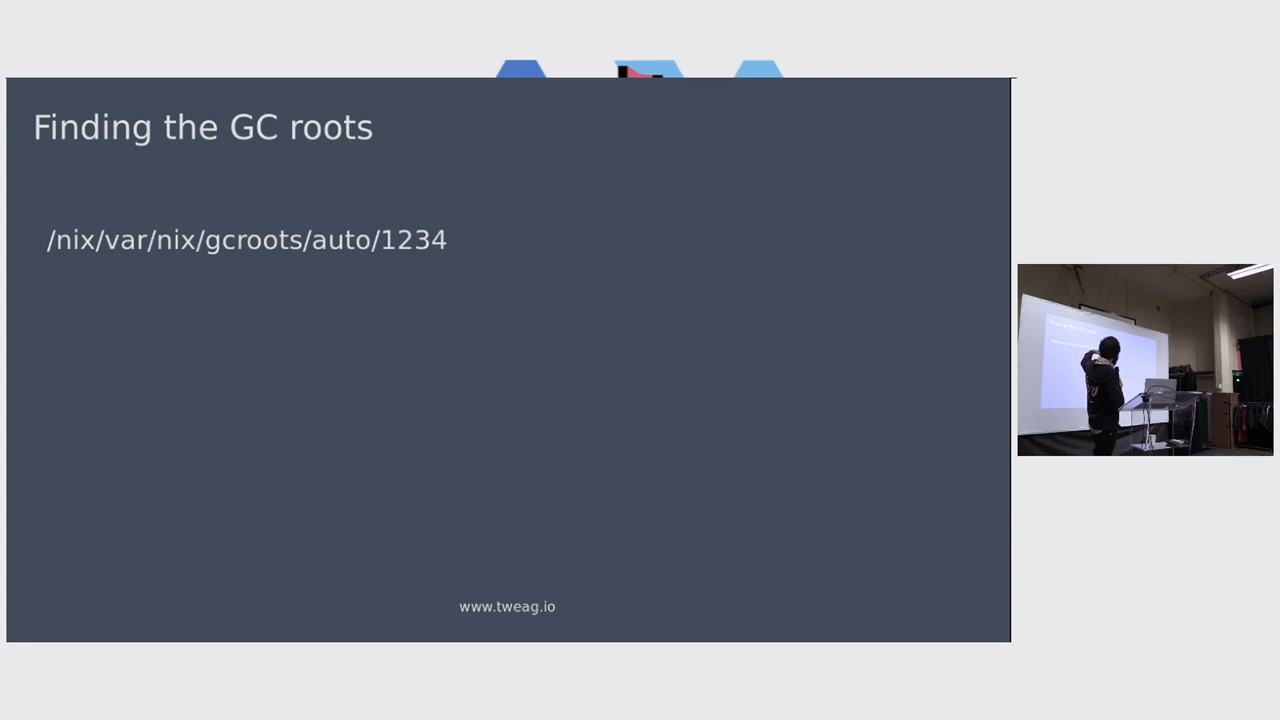 Finding the GC roots
/nix/var/nix/gcroots/auto/1234
www.tweag.io